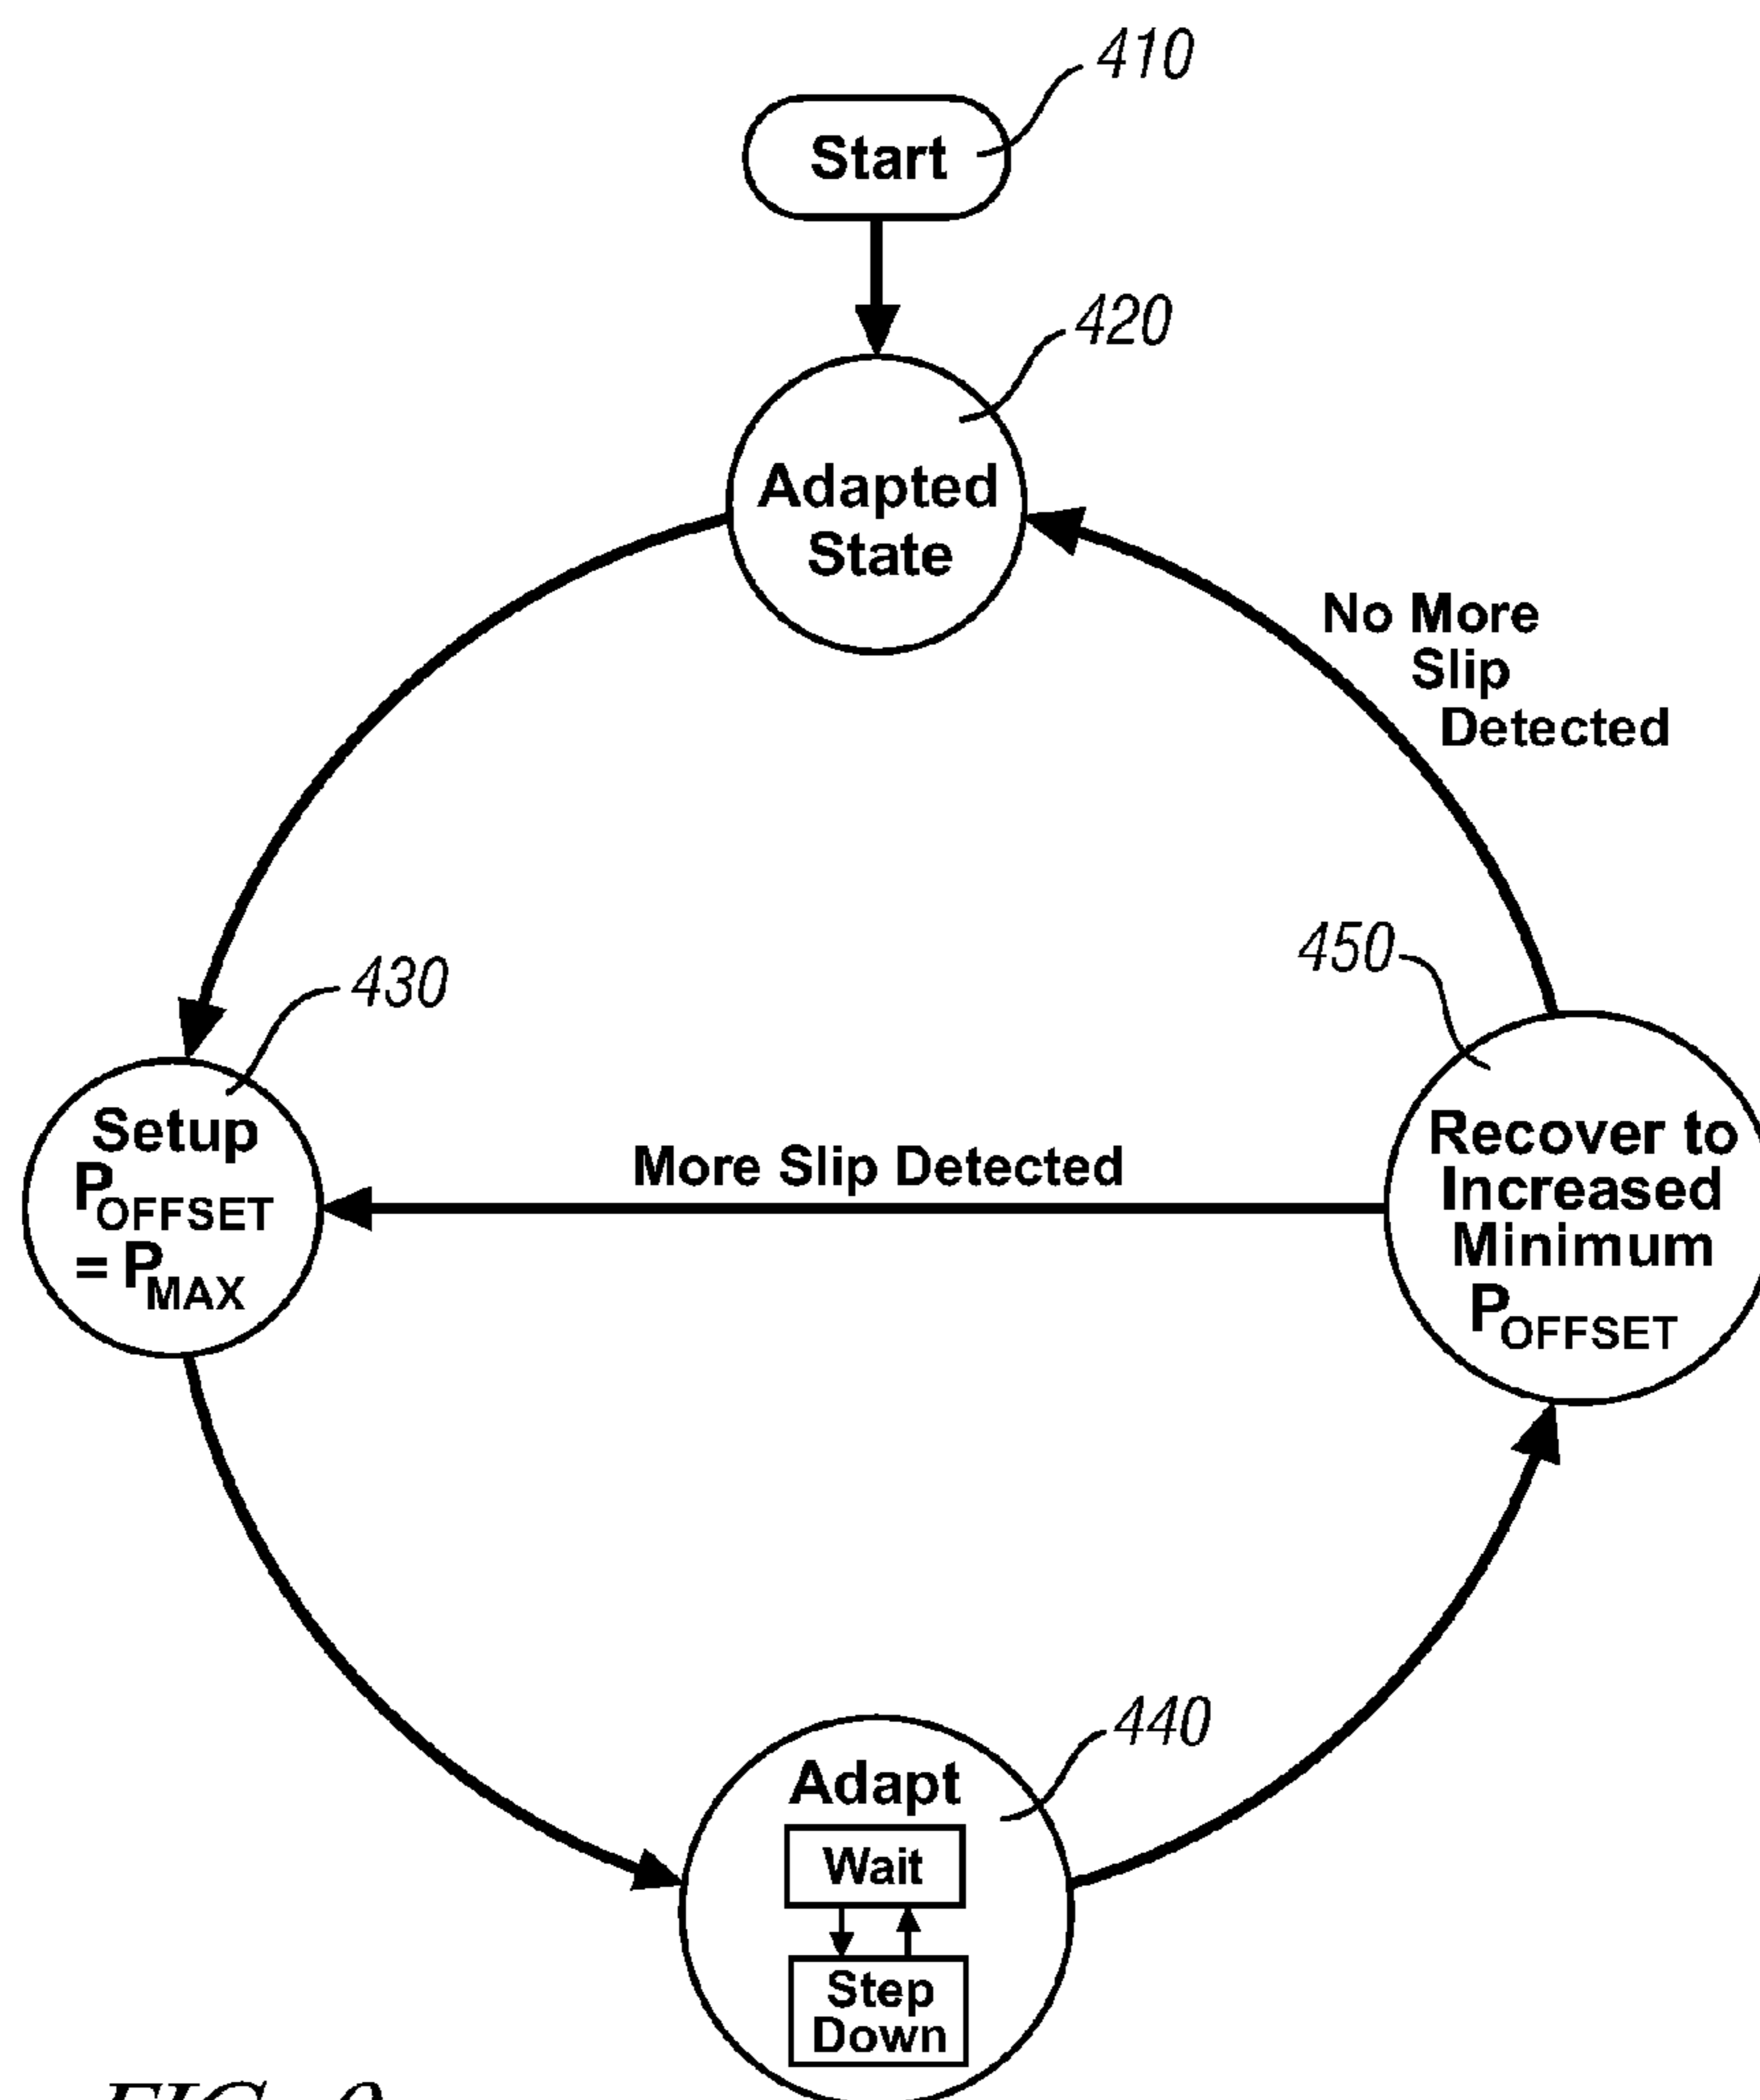 410
Start
420
Adapted
State
No More
Slip
Detected
450
430
Setup
POFFSET
= PMAX
More Slip Detected
Recover to
Increased
Minimum
POFFSET
440
Adapt
Wait
Step
Down